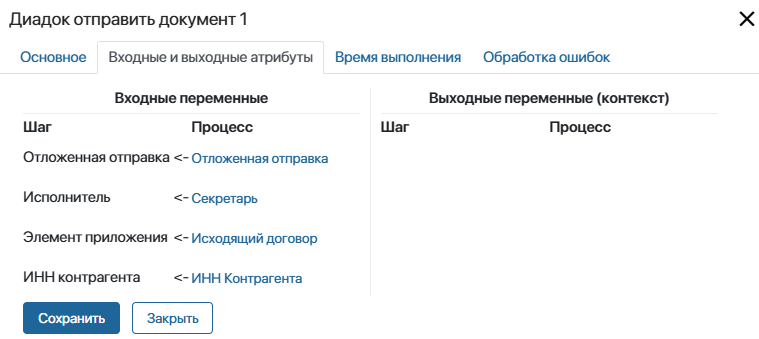 Диадок отправить документ 1
Основное Входные и выходные атрибуты Время выполнения Обработка ошибок
Входные переменные Выходные переменные (контекст)
Шаг Процесс Шаг Процесс
Отложенная отправка <- Отложенная отправка
Исполнитель <- Секретарь
Элемент приложения <- Исходящий договор
ИНН контрагента <- ИНН Контрагента
Сохранить Закрыть